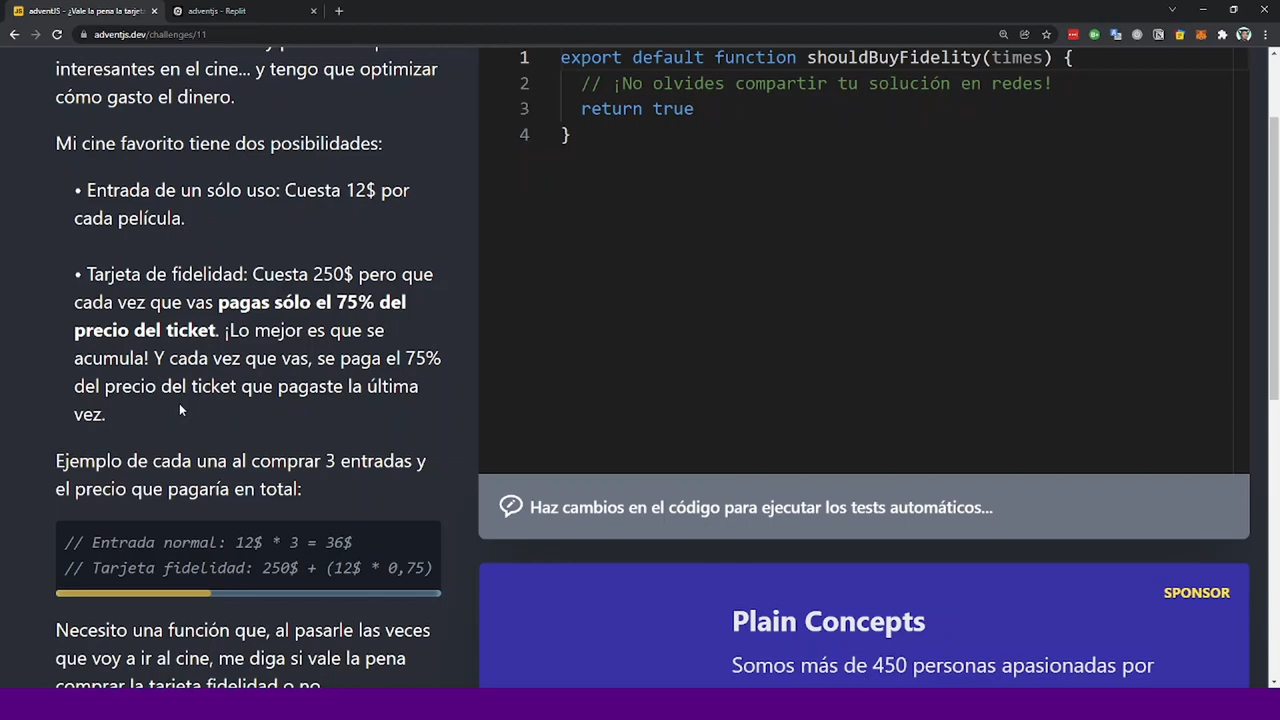 adventJS - ¿Vale la pena la tarjet
adventjs - Replit
adventjs.dev/challenges/11
interesantes en el cine... y tengo que optimizar
cómo gasto el dinero.
Mi cine favorito tiene dos posibilidades:
• Entrada de un sólo uso: Cuesta 12$ por
cada película.
• Tarjeta de fidelidad: Cuesta 250$ pero que
cada vez que vas pagas sólo el 75% del
precio del ticket. ¡Lo mejor es que se
acumula! Y cada vez que vas, se paga el 75%
del precio del ticket que pagaste la última
vez.
Ejemplo de cada una al comprar 3 entradas y
el precio que pagaría en total:
// Entrada normal: 12$ * 3 = 36$
// Tarjeta fidelidad: 250$ + (12$ * 0,75)
Necesito una función que, al pasarle las veces
que voy a ir al cine, me diga si vale la pena
comprar la tarjeta fidelidad o no.
1 export default function shouldBuyFidelity(times) {
2 // ¡No olvides compartir tu solución en redes!
3 return true
4 }
Haz cambios en el código para ejecutar los tests automáticos...
SPONSOR
Plain Concepts
Somos más de 450 personas apasionadas por